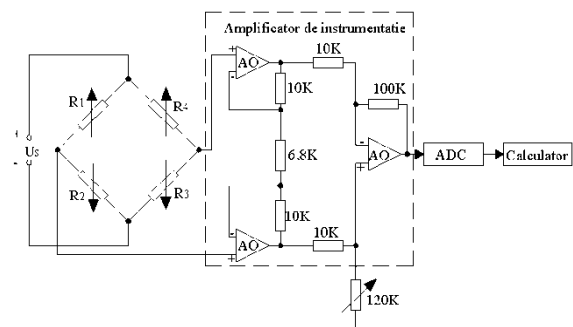 Amplificator de instrumentatie
AO
10K
10K
100K
R1
R4
+
Us
-
6.8K
AO
ADC
Calculator
R2
R3
10K
10K
AO
120K